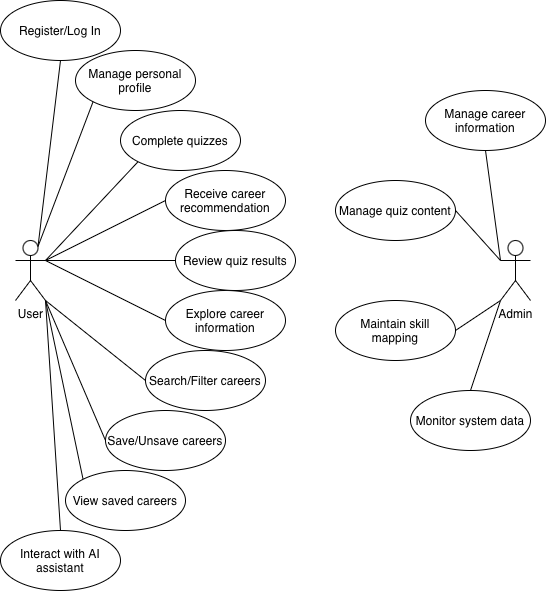 Register/Log In
Manage personal
profile
Complete quizzes
Receive career
recommendation
Review quiz results
User
Explore career
information
Search/Filter careers
Save/Unsave careers
View saved careers
Interact with AI
assistant
Manage career
information
Manage quiz content
Admin
Maintain skill
mapping
Monitor system data